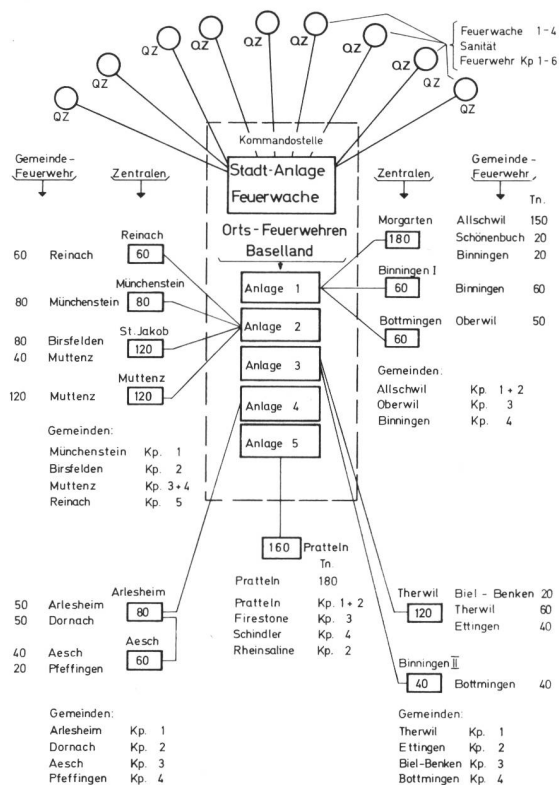 QZ QZ QZ QZ QZ QZ QZ QZ QZ
Feuerwache 1-4
Sanität
Feuerwehr Kp 1-6
Kommandostelle
Stadt-Anlage
Feuerwache
Orts-Feuerwehren
Baselland
Anlage 1
Anlage 2
Anlage 3
Anlage 4
Anlage 5
Gemeinde-
Feuerwehr
Zentralen
Reinach
60 Reinach 60
Münchenstein
80 Münchenstein 80
St. Jakob
80 Birsfelden 120
40 Muttenz
Muttenz
120 Muttenz 120
Gemeinden:
Münchenstein Kp. 1
Birsfelden Kp. 2
Muttenz Kp. 3+4
Reinach Kp. 5
Zentralen
Gemeinde-
Feuerwehr
Tn.
Morgarten Allschwil 150
180 Schönenbuch 20
Binningen 20
Binningen I
60 Binningen 60
Bottmingen Oberwil 50
60
Gemeinden:
Allschwil Kp. 1+2
Oberwil Kp. 3
Binningen Kp. 4
160 Pratteln
Tn.
Pratteln 180
Pratteln Kp. 1+2
Firestone Kp. 3
Schindler Kp. 4
Rheinsaline Kp. 2
Arlesheim
50 Arlesheim 80
50 Dornach
Aesch
40 Aesch 60
20 Pfeffingen
Gemeinden:
Arlesheim Kp. 1
Dornach Kp. 2
Aesch Kp. 3
Pfeffingen Kp. 4
Therwil Biel - Benken 20
120 Therwil 60
Ettingen 40
Binningen II
40 Bottmingen 40
Gemeinden:
Therwil Kp. 1
Ettingen Kp. 2
Biel-Benken Kp. 3
Bottmingen Kp. 4